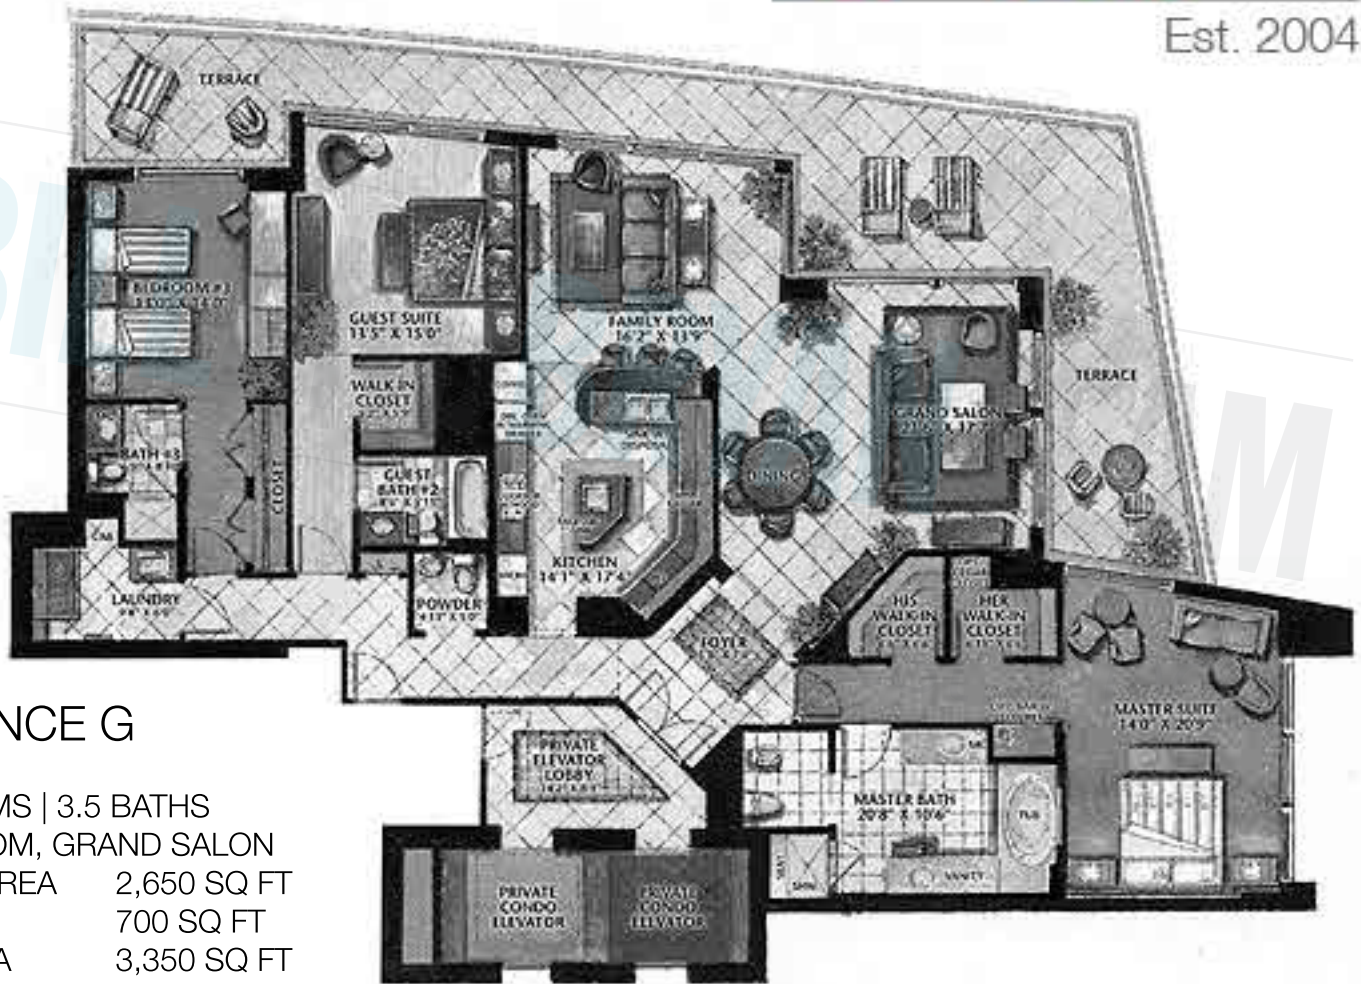 Est. 2004
TERRACE
BEDROOM #3
GUEST SUITE
11'5" X 15'0"
FAMILY ROOM
16'2" X 13'9"
TERRACE
WALK IN
CLOSET
GRAND SALON
DINING
BATH #3
CLOSET
GUEST
BATH #2
KITCHEN
14'1" X 17'4"
LAUNDRY
POWDER
FOYER
HIS
WALK-IN
CLOSET
HER
WALK-IN
CLOSET
MASTER SUITE
14'0" X 20'9"
PRIVATE
ELEVATOR
LOBBY
MASTER BATH
20'8" X 10'6"
TUB
VANITY
PRIVATE
CONDO
ELEVATOR
PRIVATE
CONDO
ELEVATOR
NCE G
MS | 3.5 BATHS
OM, GRAND SALON
REA 2,650 SQ FT
700 SQ FT
A 3,350 SQ FT